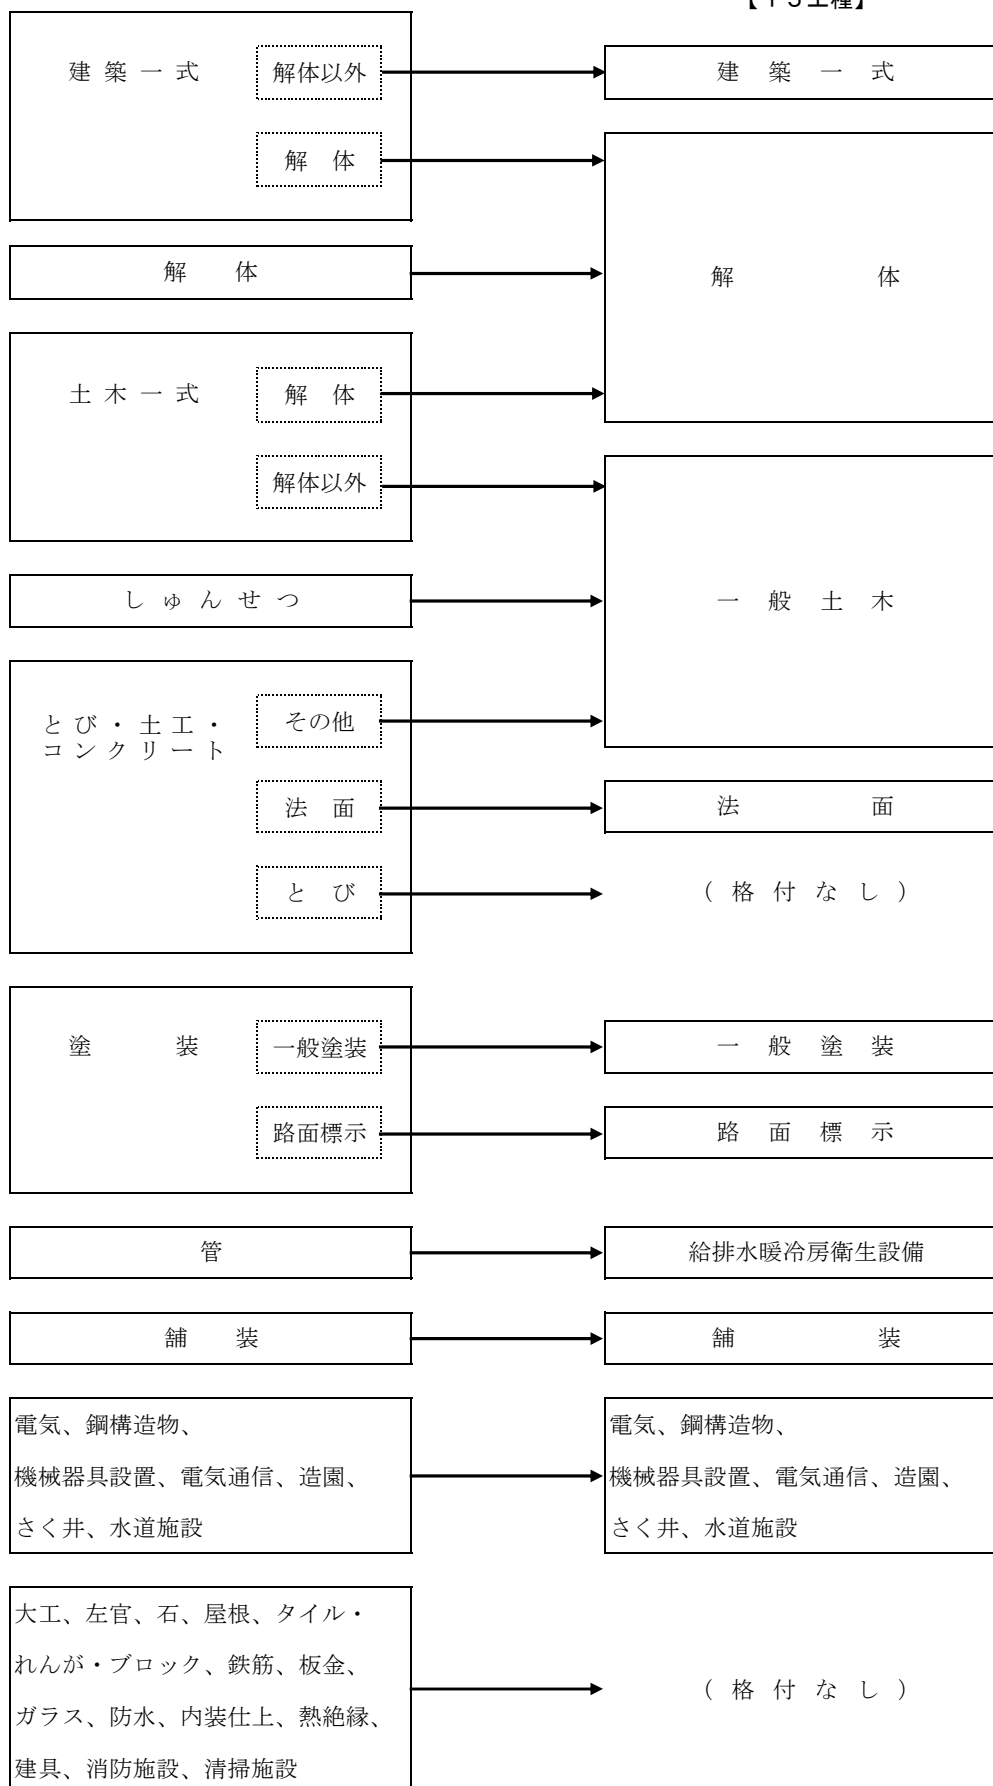 【１５工種】
建築一式 解体以外 建築一式
解体
解体 解体
土木一式 解体
解体以外
しゅんせつ 一般土木
とび・土工・
コンクリート その他
法面 法面
とび （格付なし）
塗装 一般塗装 一般塗装
路面標示 路面標示
管 給排水暖冷房衛生設備
舗装 舗装
電気、鋼構造物、
機械器具設置、電気通信、造園、
さく井、水道施設
電気、鋼構造物、
機械器具設置、電気通信、造園、
さく井、水道施設
大工、左官、石、屋根、タイル・
れんが・ブロック、鉄筋、板金、
ガラス、防水、内装仕上、熱絶縁、
建具、消防施設、清掃施設
（格付なし）